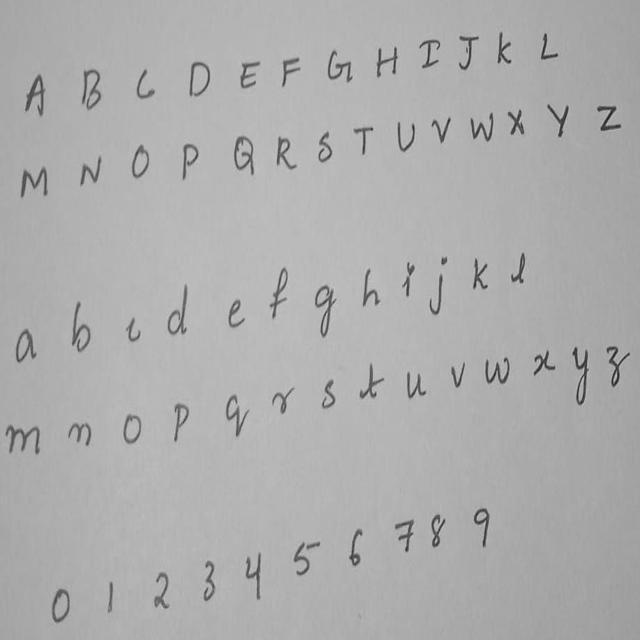 A B C D E F G H I J K L
M N O P Q R S T U V W X Y Z
a b c d e f g h i j k l
m n o p q r s t u v w x y z
0 1 2 3 4 5 6 7 8 9